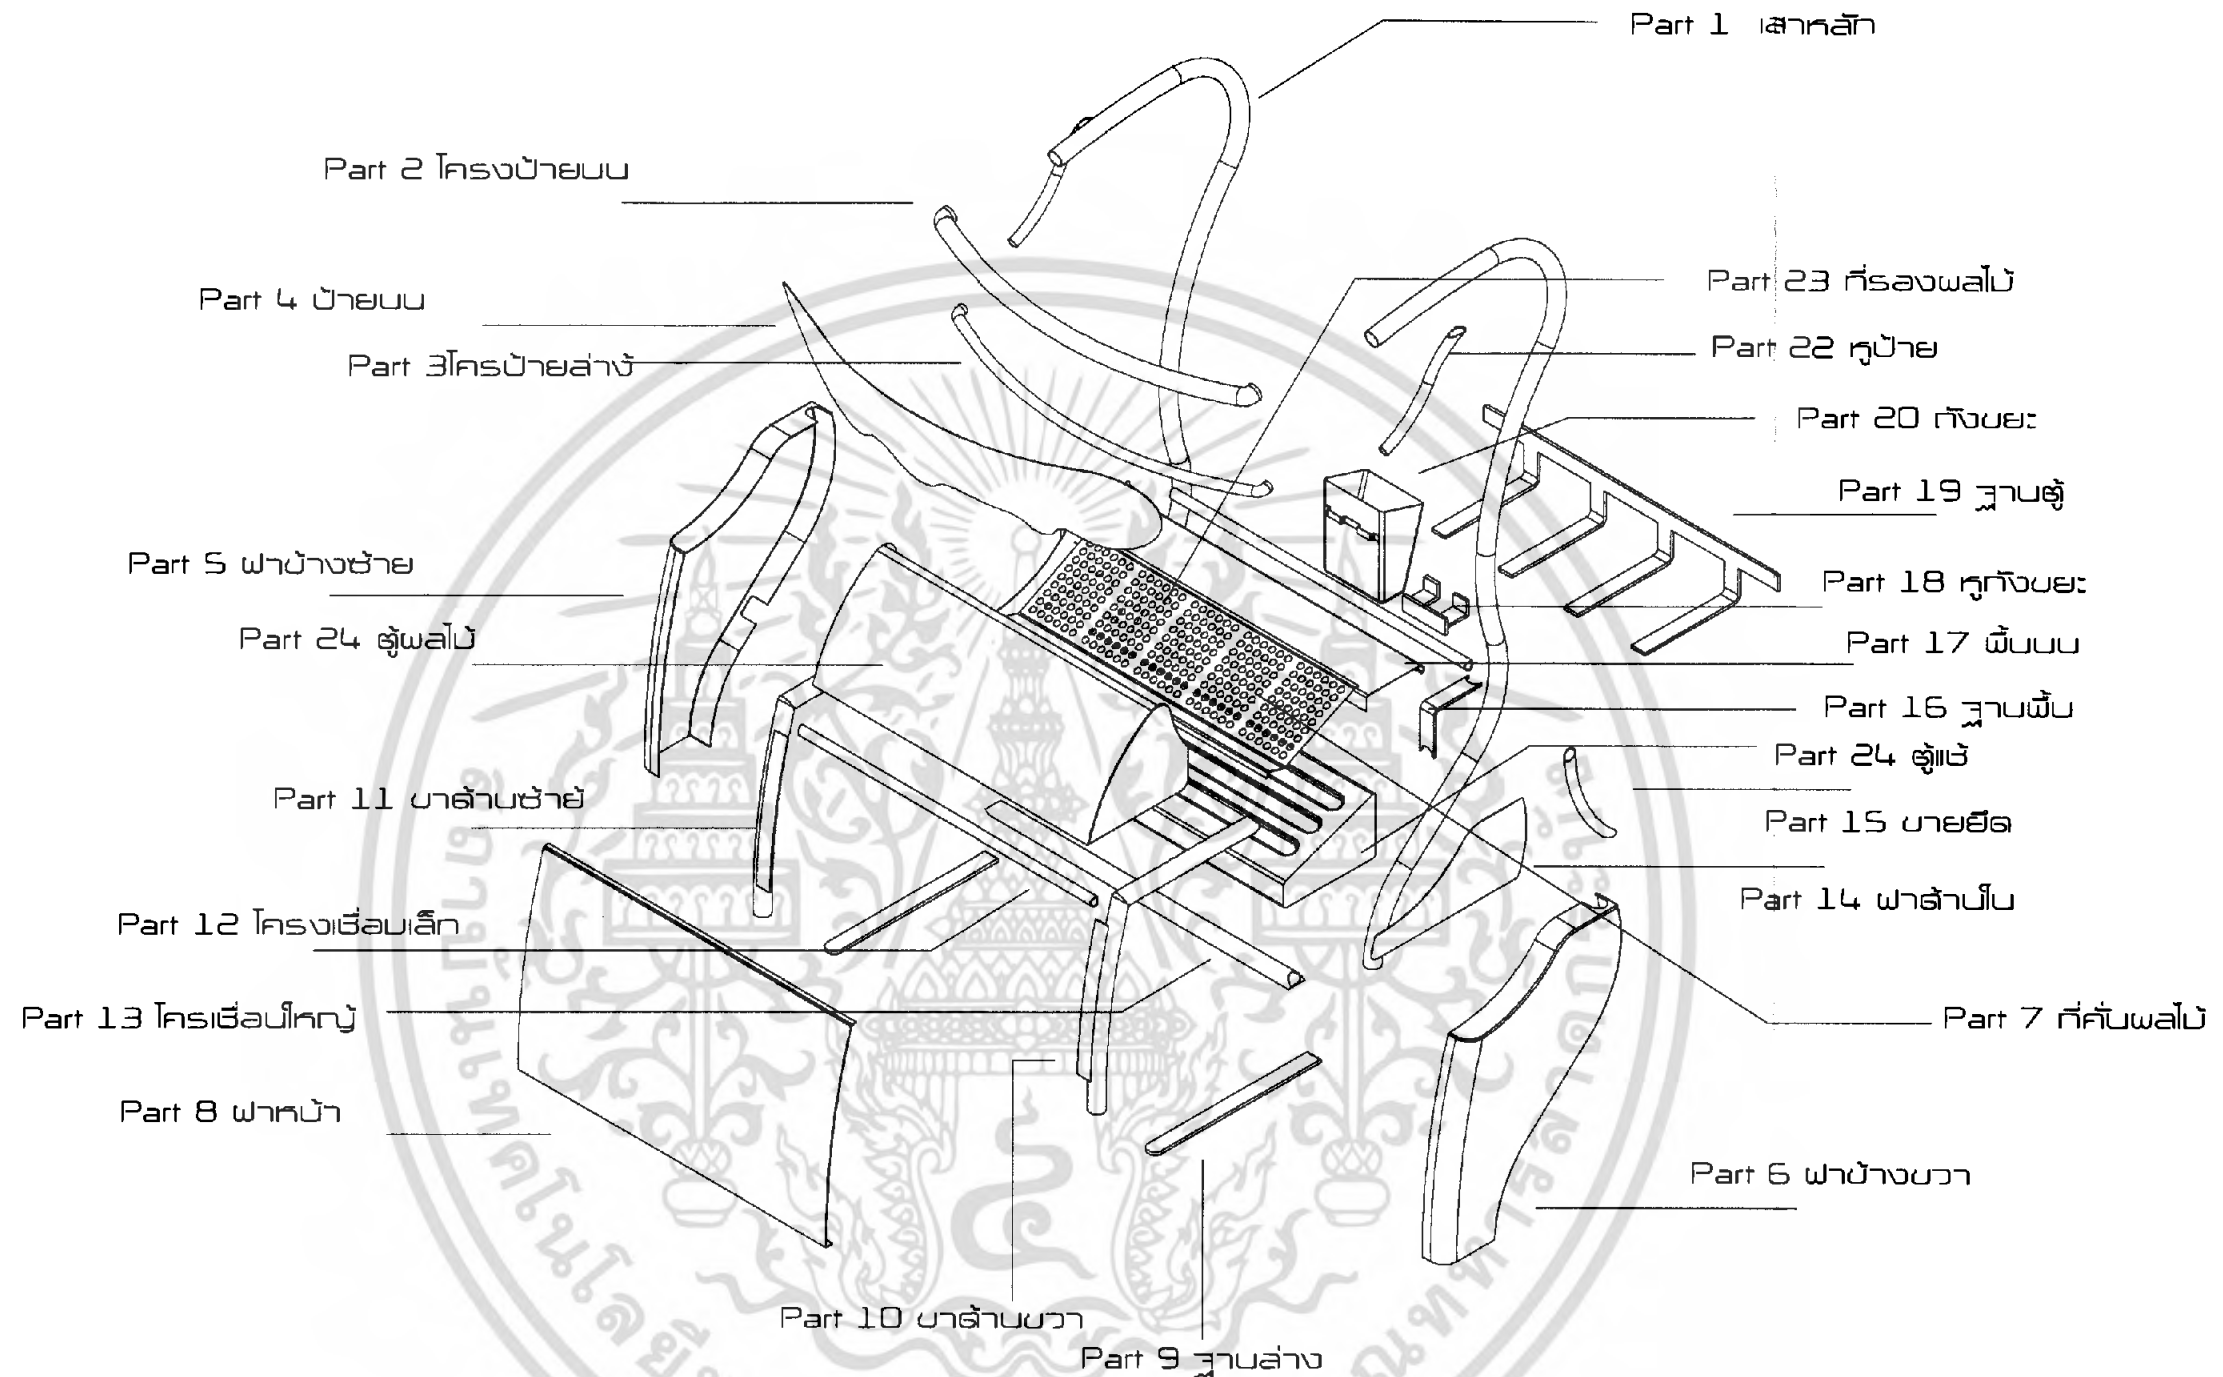 Part 1 เสาหลัก
Part 2 โครงป้ายบน
Part 23 ที่รองผลไม้
Part 4 ป้ายบน
Part 22 หูป้าย
Part 3โครป้ายล่าง้
Part 20 ถังขยะ
Part 19 ฐานตู้
Part 5 ฝาข้างซ้าย
Part 18 หูถังขยะ
Part 24 ตู้ผลไม้
Part 17 พื้นบน
Part 16 ฐานพื้น
Part 24 ตู้แช่
Part 11 ขาด้านซ้าย้
Part 15 ขายึด
Part 14 ฝาด้านใน
Part 12 โครงเชื่อมเล็ก
Part 13 โครเชื่อมใหญ่
Part 7 ที่คั่นผลไม้
Part 8 ฝาหน้า
Part 6 ฝาข้างขวา
Part 10 ขาด้านขวา
Part 9 ฐานล่าง